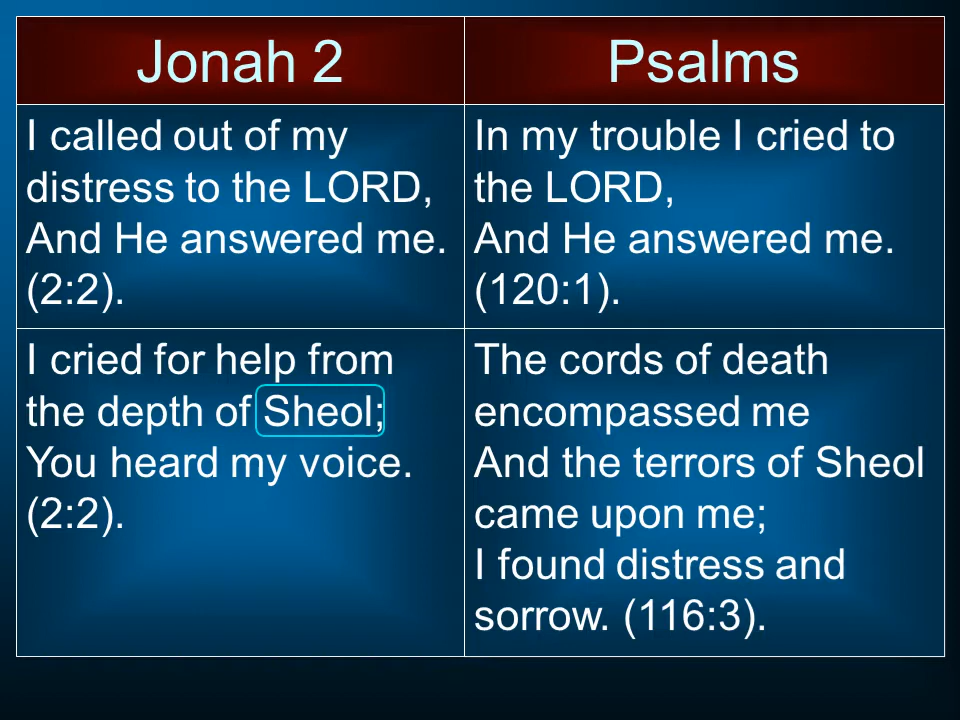 Jonah 2
Psalms
I called out of my
distress to the LORD,
And He answered me.
(2:2).
In my trouble I cried to
the LORD,
And He answered me.
(120:1).
I cried for help from
the depth of Sheol;
You heard my voice.
(2:2).
The cords of death
encompassed me
And the terrors of Sheol
came upon me;
I found distress and
sorrow. (116:3).